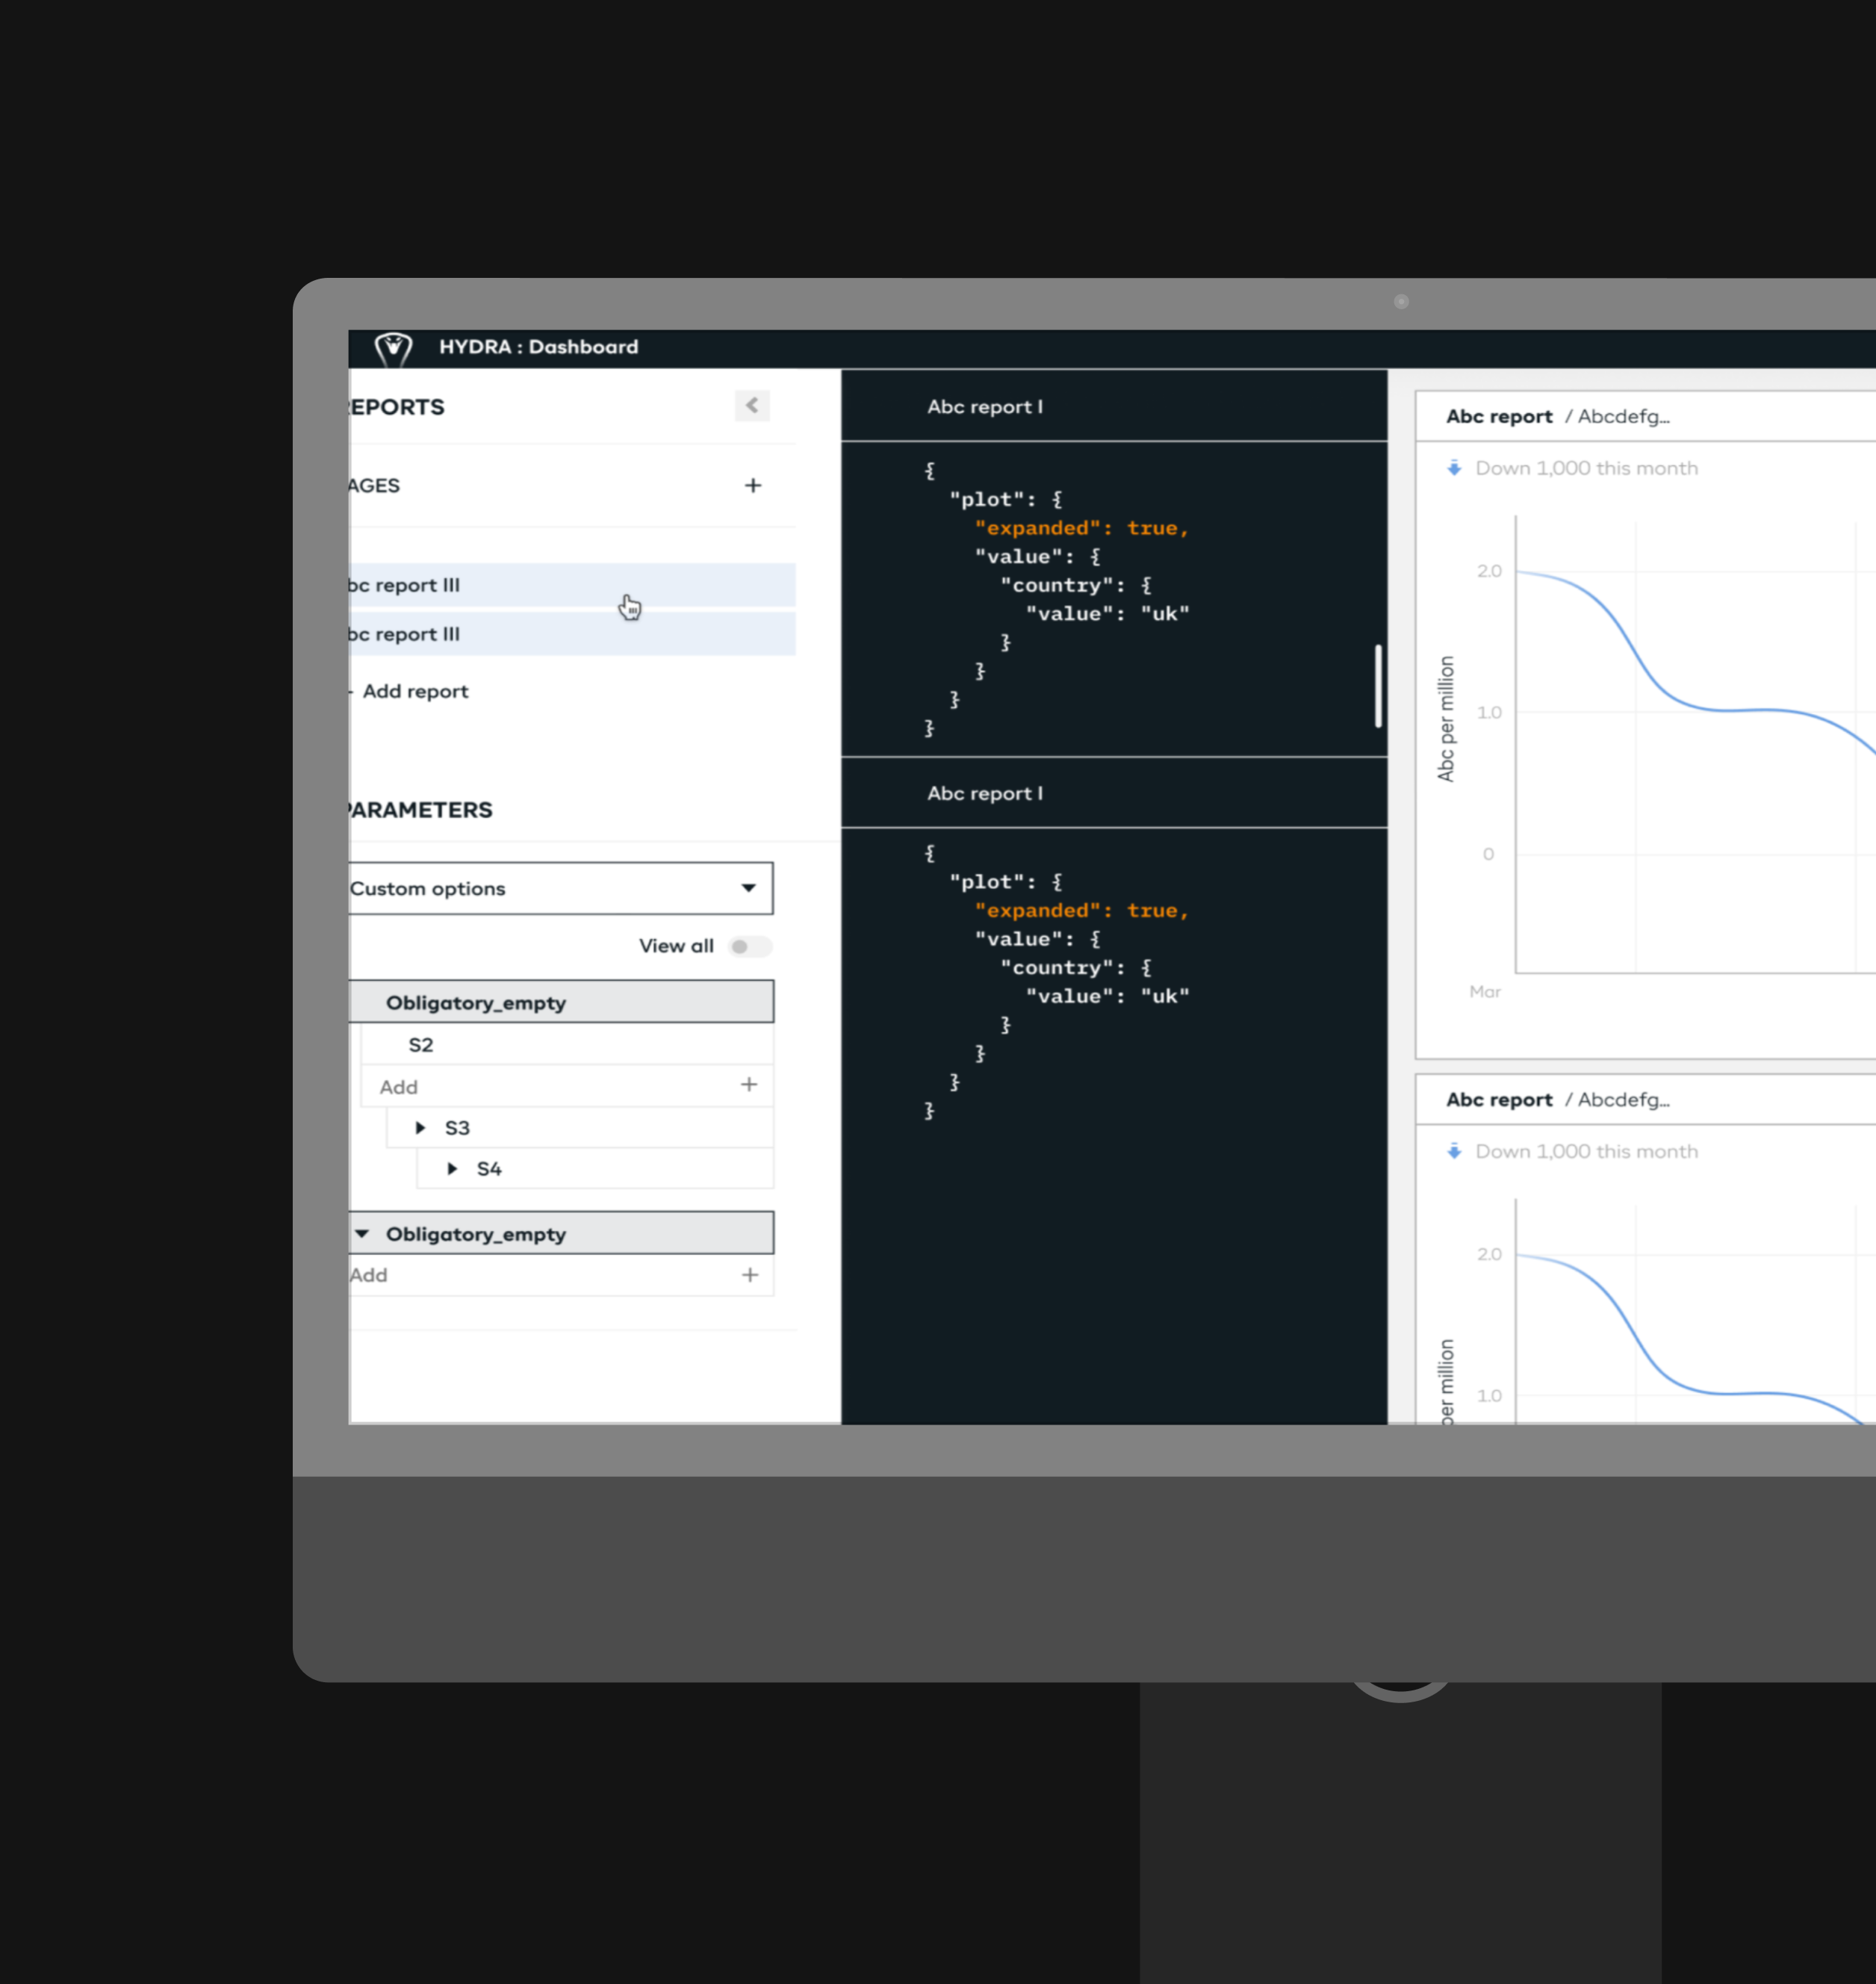 HYDRA : Dashboard
EPORTS
AGES
bc report III
bc report III
Add report
PARAMETERS
Custom options
View all
Obligatory_empty
S2
Add
S3
S4
Obligatory_empty
Add
Abc report I
{
"plot": {
"expanded": true,
"value": {
"country": {
"value": "uk"
}
}
}
}
Abc report I
{
"plot": {
"expanded": true,
"value": {
"country": {
"value": "uk"
}
}
}
}
Abc report / Abcdefg...
Down 1,000 this month
Abc per million
2.0
1.0
0
Mar
Abc report / Abcdefg...
Down 1,000 this month
per million
2.0
1.0